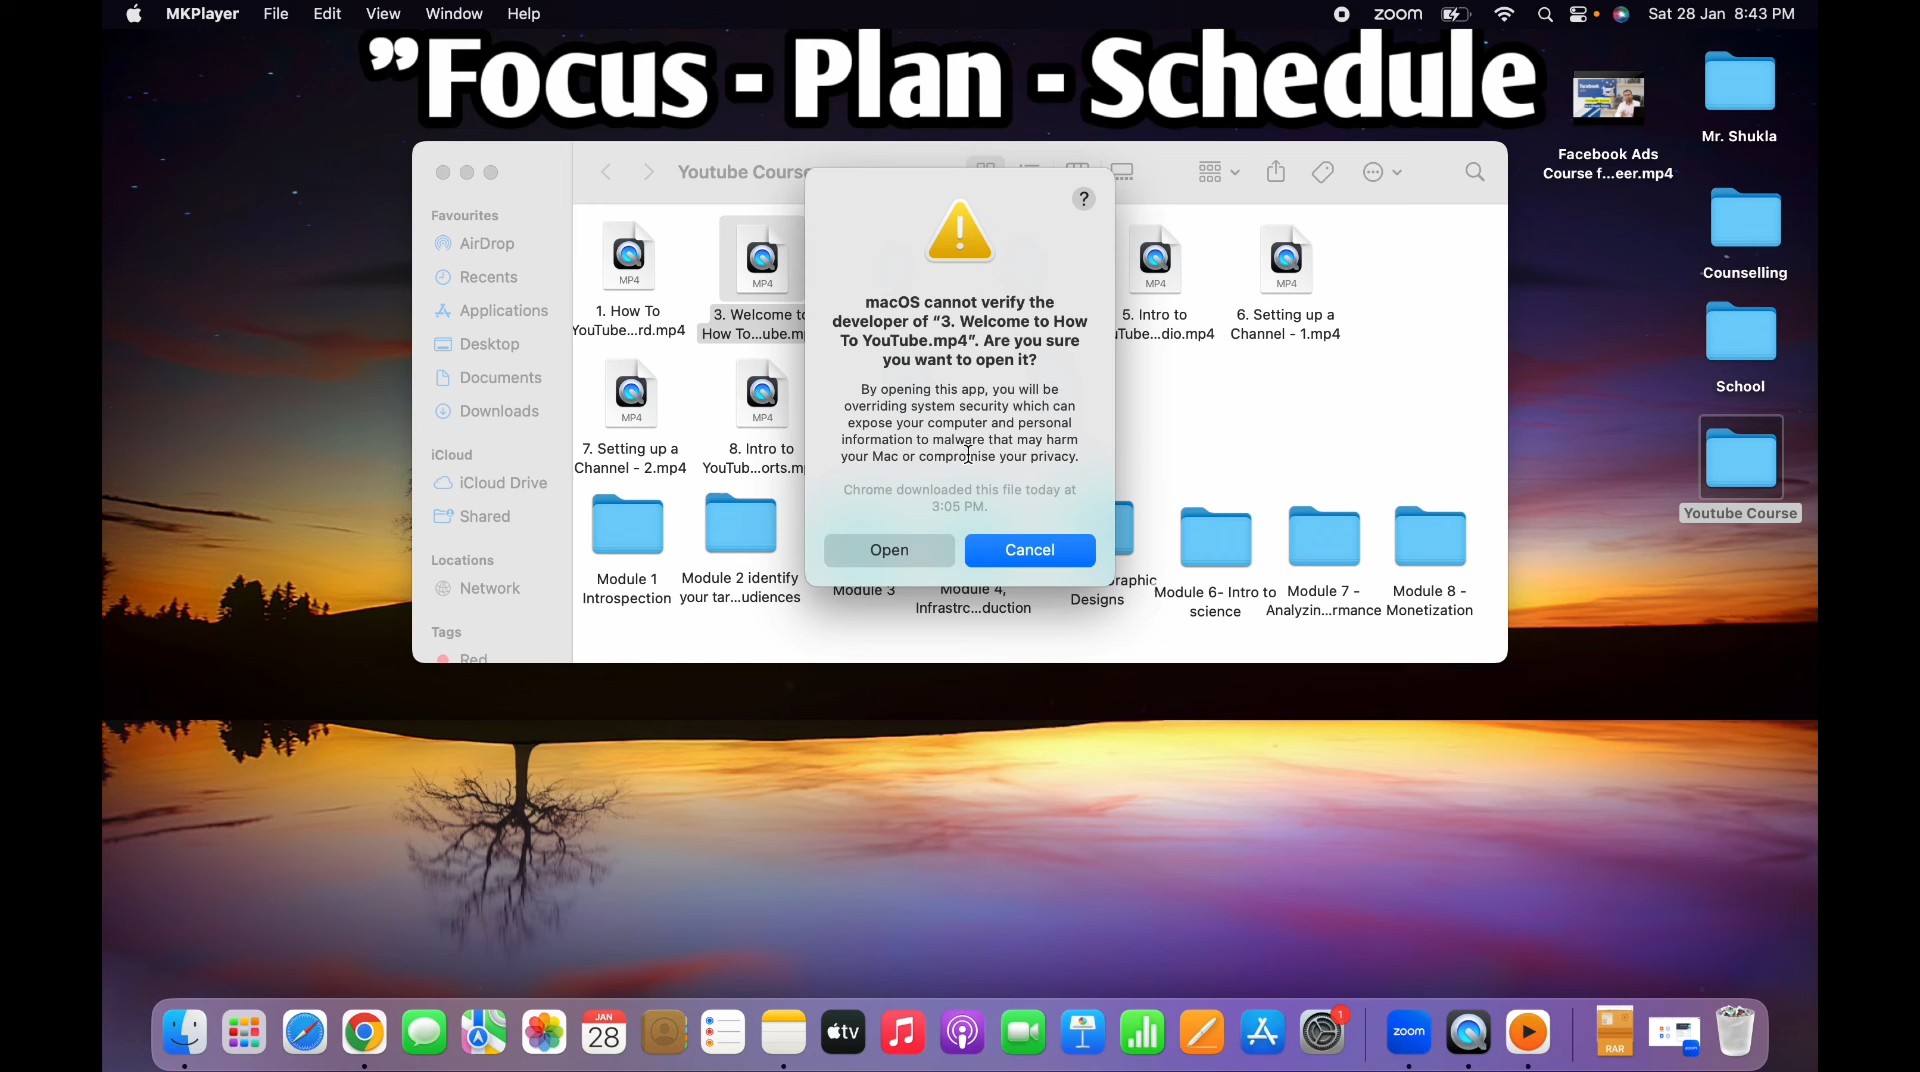 MKPlayer File Edit View Window Help
zoom Sat 28 Jan 8:43 PM
”Focus - Plan - Schedule
Mr. Shukla
Facebook Ads
Course f...eer.mp4
Counselling
School
Youtube Course
Youtube Course
Favourites
AirDrop
Recents
Applications
Desktop
Documents
Downloads
iCloud
iCloud Drive
Shared
Locations
Network
Tags
Red
MP4
1. How To
YouTube...rd.mp4
MP4
3. Welcome to
How To...ube.m
MP4
5. Intro to
Tube...dio.mp4
MP4
6. Setting up a
Channel - 1.mp4
MP4
7. Setting up a
Channel - 2.mp4
MP4
8. Intro to
YouTub...orts.m
Module 1
Introspection
Module 2 identify
your tar...udiences
Module 3
Module 4,
Infrastrc...duction
raphic
Designs
Module 6- Intro to
science
Module 7 -
Analyzin...rmance
Module 8 -
Monetization
?
macOS cannot verify the
developer of “3. Welcome to How
To YouTube.mp4”. Are you sure
you want to open it?
By opening this app, you will be
overriding system security which can
expose your computer and personal
information to malware that may harm
your Mac or compromise your privacy.
Chrome downloaded this file today at
3:05 PM.
Open Cancel
JAN
28
tv
1
zoom
RAR